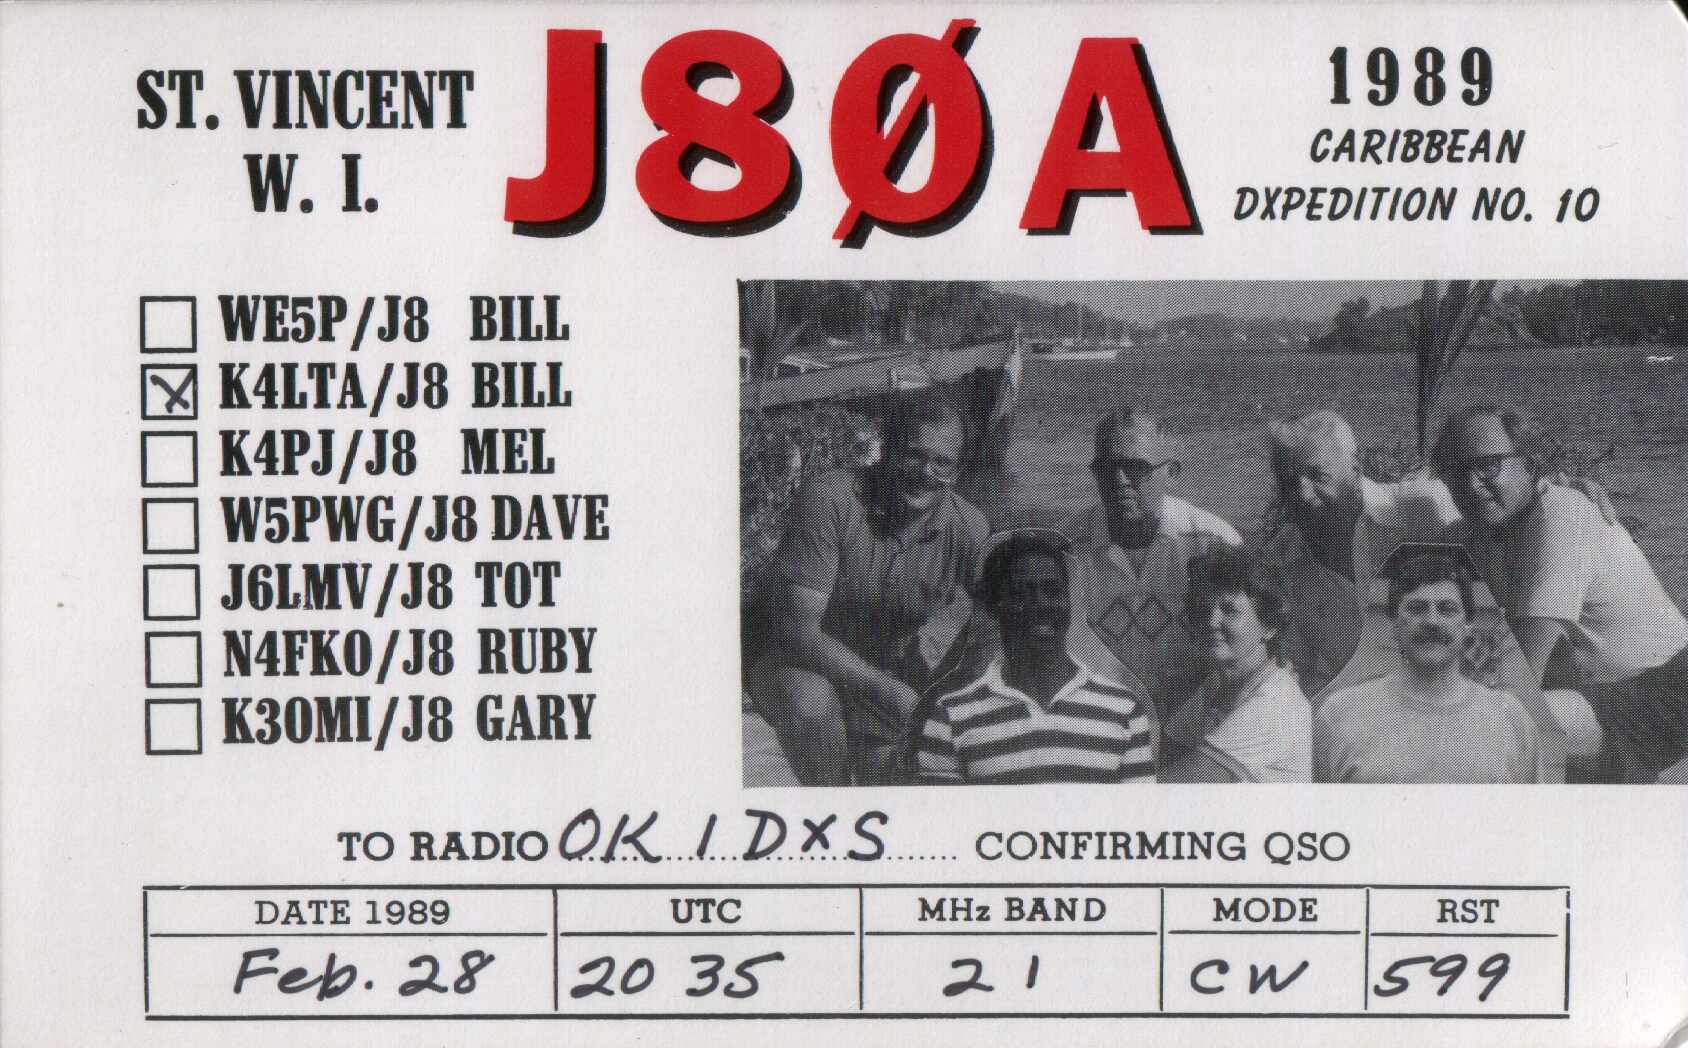 ST. VINCENT
W. I.
J8ØA
1989
CARIBBEAN
DXPEDITION NO. 10
WE5P/J8 BILL
X K4LTA/J8 BILL
K4PJ/J8 MEL
W5PWG/J8 DAVE
J6LMV/J8 TOT
N4FKO/J8 RUBY
K3OMI/J8 GARY
TO RADIO OK1DXS CONFIRMING QSO
DATE 1989 UTC MHz BAND MODE RST
Feb. 28 20 35 21 CW 599